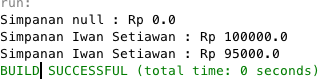 run:
Simpanan null : Rp 0.0
Simpanan Iwan Setiawan : Rp 100000.0
Simpanan Iwan Setiawan : Rp 95000.0
BUILD SUCCESSFUL (total time: 0 seconds)